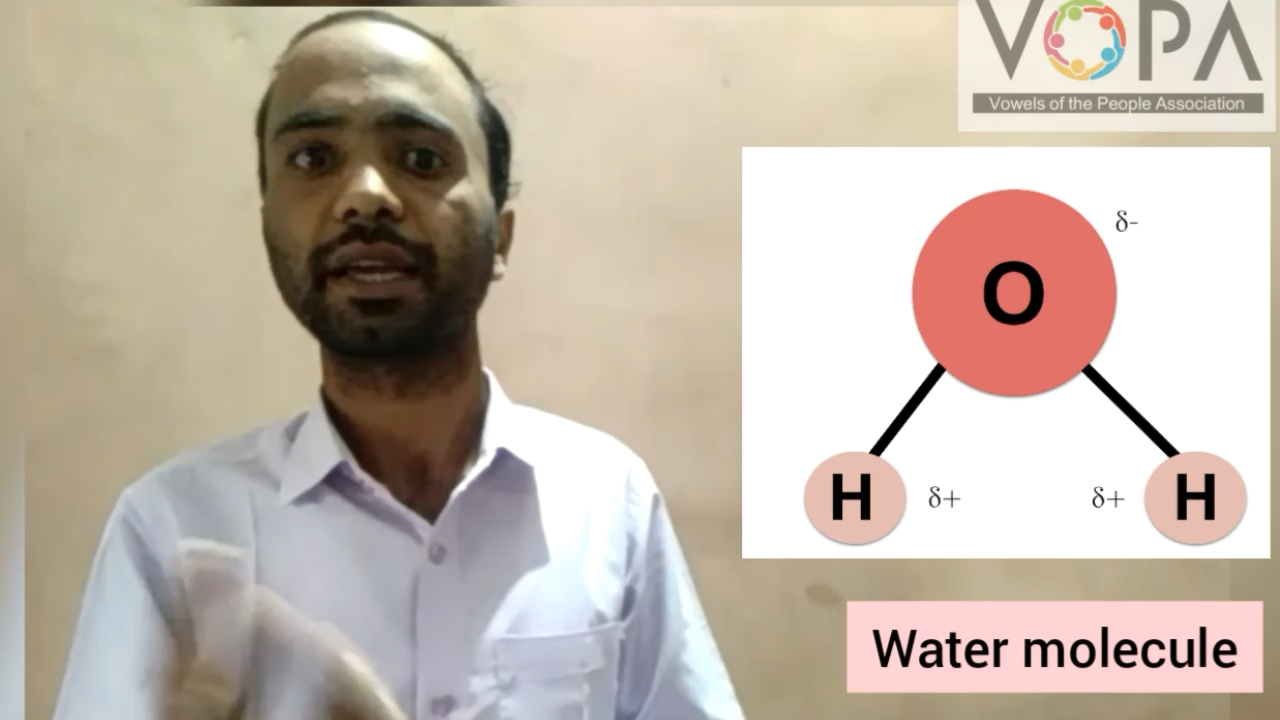 VOPA
Vowels of the People Association
δ-
O
H δ+ δ+ H
Water molecule